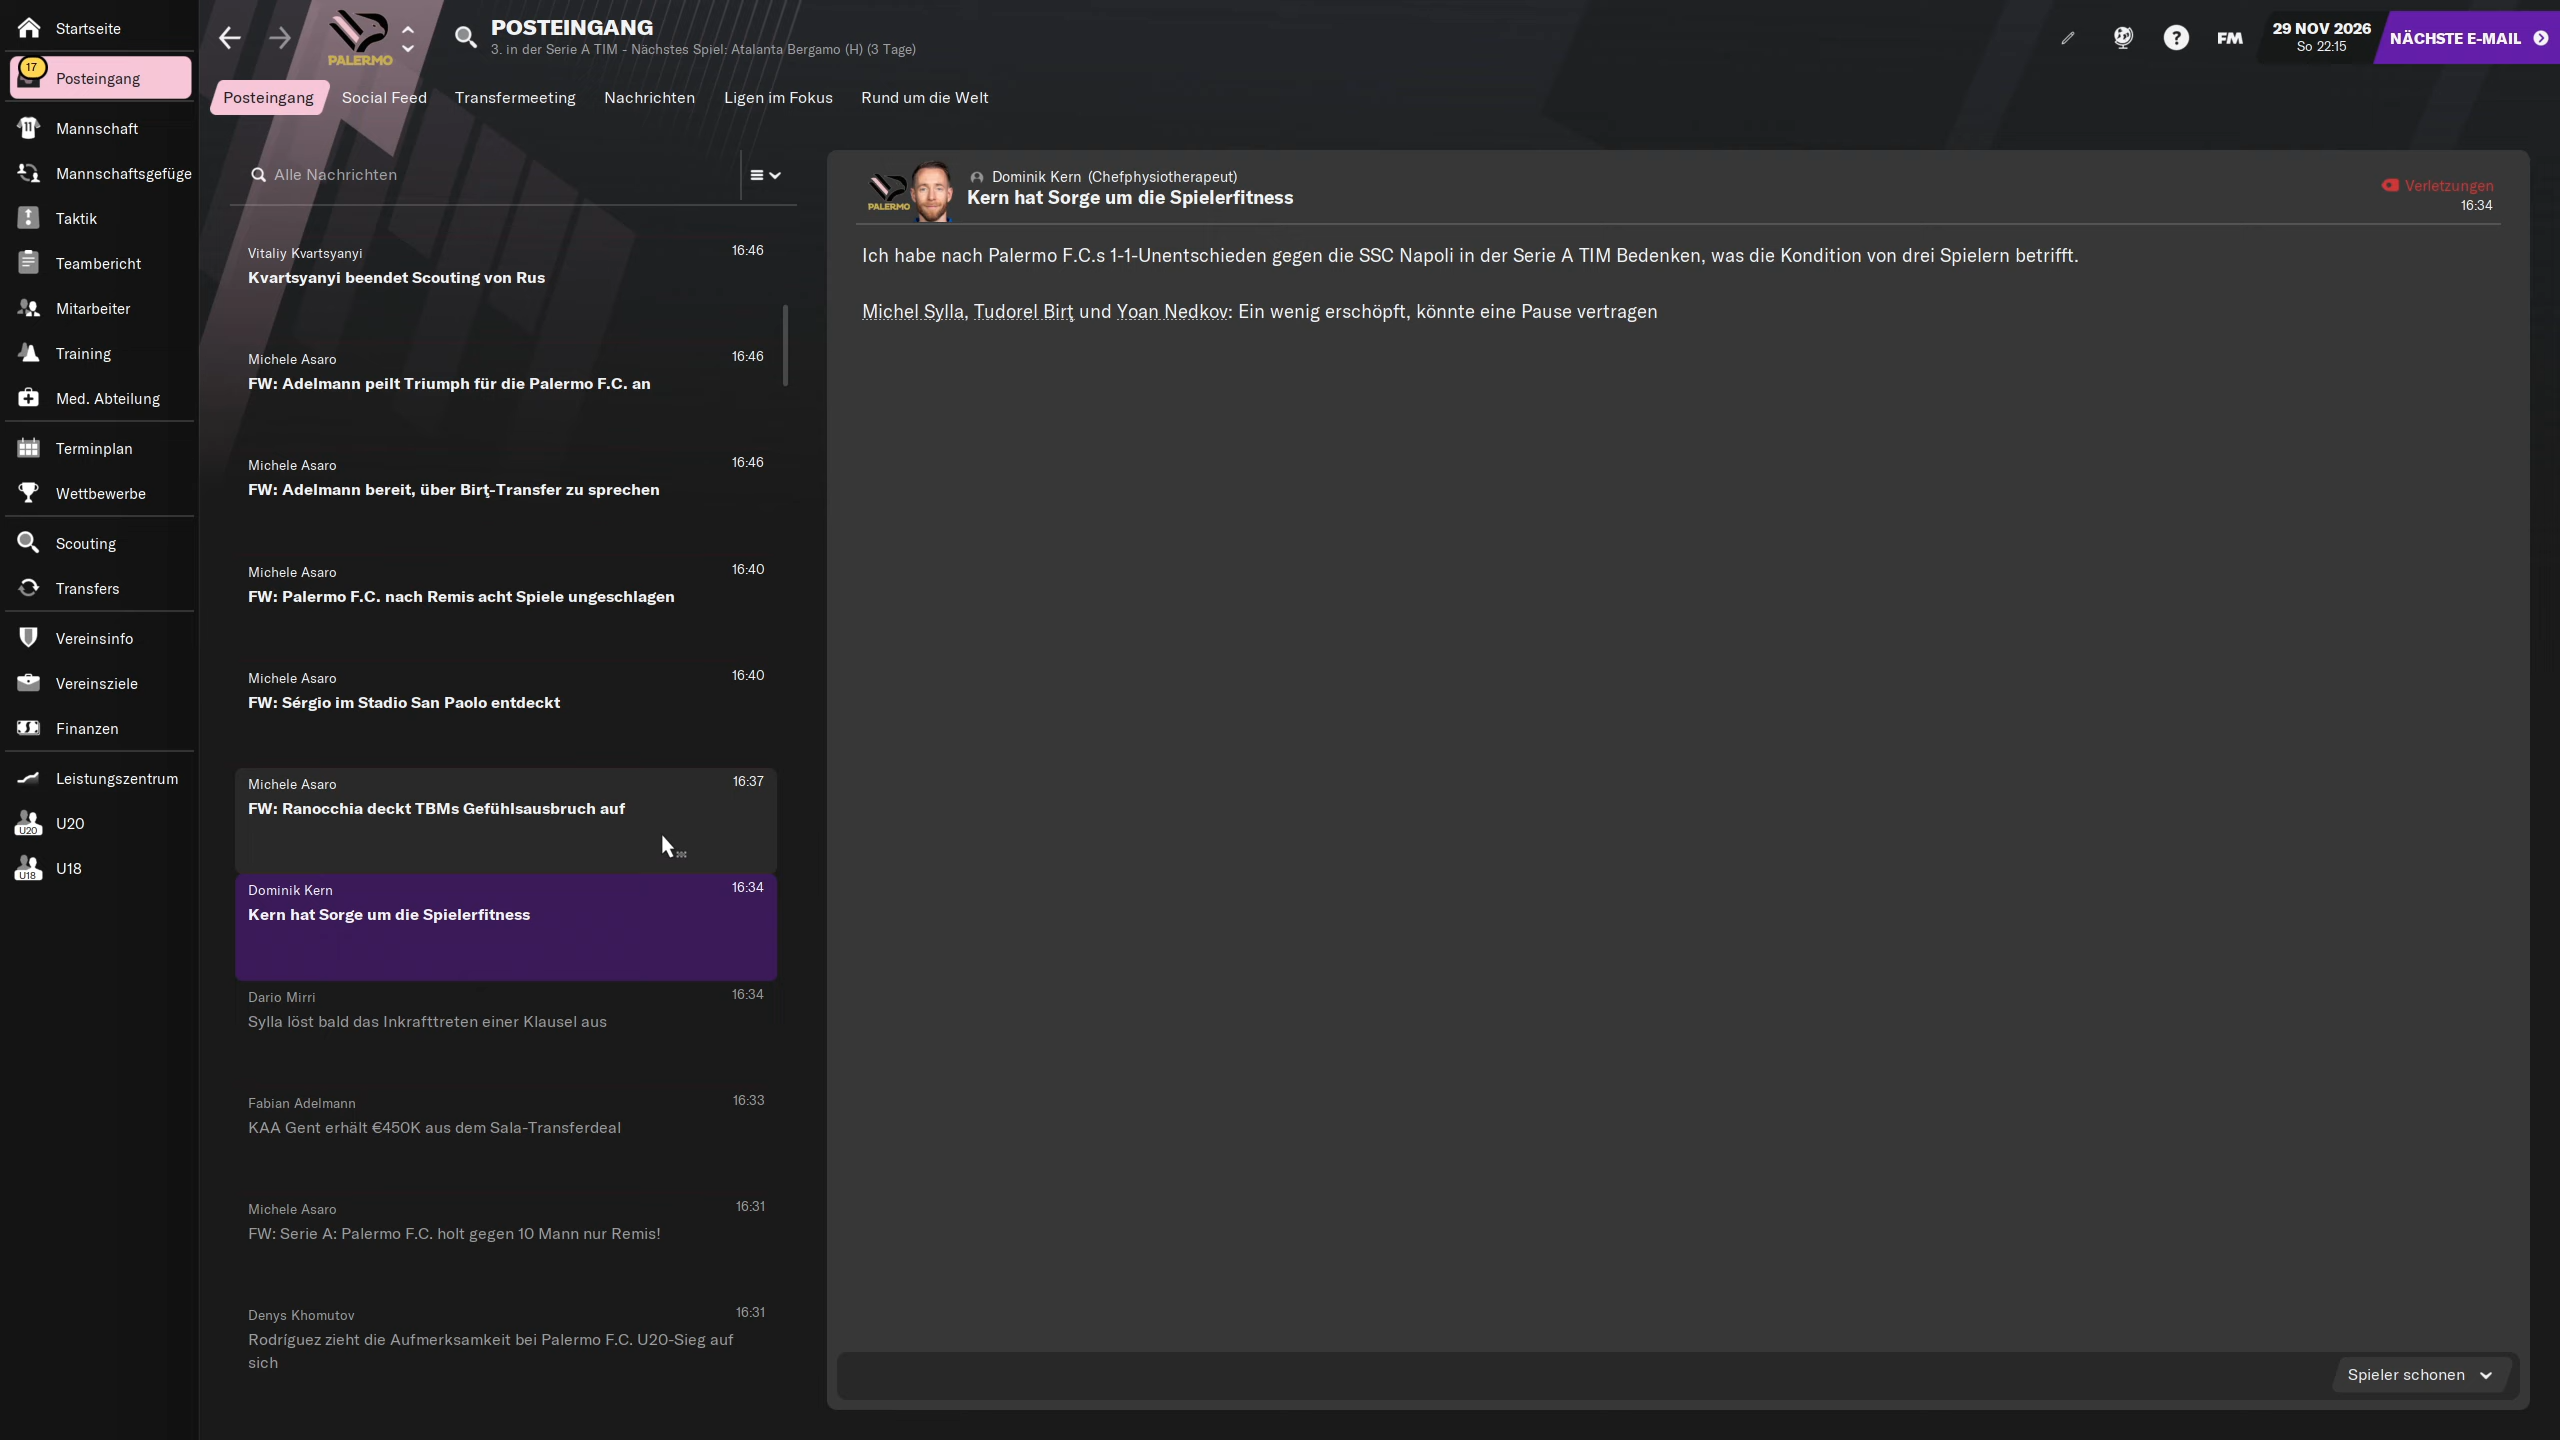 Startseite
17
Posteingang
Mannschaft
Mannschaftsgefüge
Taktik
Teambericht
Mitarbeiter
Training
Med. Abteilung
Terminplan
Wettbewerbe
Scouting
Transfers
Vereinsinfo
Vereinsziele
Finanzen
Leistungszentrum
U20
U20
U18
U18
PALERMO
POSTEINGANG
3. in der Serie A TIM - Nächstes Spiel: Atalanta Bergamo (H) (3 Tage)
FM
29 NOV 2026
So 22:15
NÄCHSTE E-MAIL
Posteingang Social Feed Transfermeeting Nachrichten Ligen im Fokus Rund um die Welt
Alle Nachrichten
Vitaliy Kvartsyanyi 16:46
Kvartsyanyi beendet Scouting von Rus
Michele Asaro 16:46
FW: Adelmann peilt Triumph für die Palermo F.C. an
Michele Asaro 16:46
FW: Adelmann bereit, über Birţ-Transfer zu sprechen
Michele Asaro 16:40
FW: Palermo F.C. nach Remis acht Spiele ungeschlagen
Michele Asaro 16:40
FW: Sérgio im Stadio San Paolo entdeckt
Michele Asaro 16:37
FW: Ranocchia deckt TBMs Gefühlsausbruch auf
Dominik Kern 16:34
Kern hat Sorge um die Spielerfitness
Dario Mirri 16:34
Sylla löst bald das Inkrafttreten einer Klausel aus
Fabian Adelmann 16:33
KAA Gent erhält €450K aus dem Sala-Transferdeal
Michele Asaro 16:31
FW: Serie A: Palermo F.C. holt gegen 10 Mann nur Remis!
Denys Khomutov 16:31
Rodríguez zieht die Aufmerksamkeit bei Palermo F.C. U20-Sieg auf
sich
PALERMO
Dominik Kern (Chefphysiotherapeut)
Kern hat Sorge um die Spielerfitness
Verletzungen
16:34
Ich habe nach Palermo F.C.s 1-1-Unentschieden gegen die SSC Napoli in der Serie A TIM Bedenken, was die Kondition von drei Spielern betrifft.
Michel Sylla, Tudorel Birţ und Yoan Nedkov: Ein wenig erschöpft, könnte eine Pause vertragen
Spieler schonen